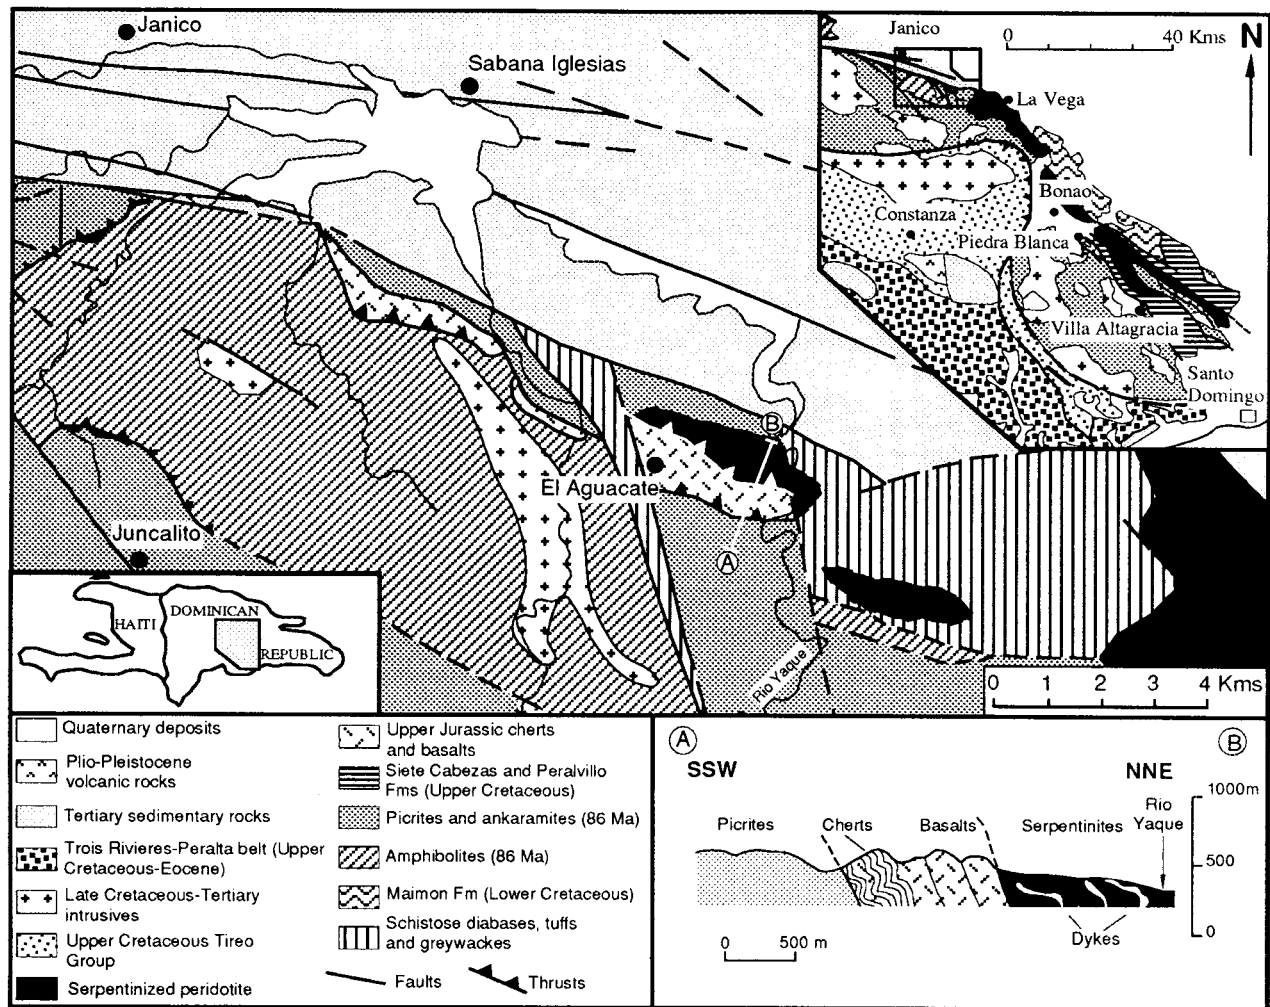 Janico
Sabana Iglesias
El Aguacate
Juncalito
Rio Yaque
A
B
0 1 2 3 4 Kms
Janico
0 40 Kms
N
La Vega
Bonao
Constanza
Piedra Blanca
Villa Altagracia
Santo
Domingo
HAITI
DOMINICAN
REPUBLIC
Quaternary deposits
Plio-Pleistocene
volcanic rocks
Tertiary sedimentary rocks
Trois Rivieres-Peralta belt (Upper
Cretaceous-Eocene)
Late Cretaceous-Tertiary
intrusives
Upper Cretaceous Tireo
Group
Serpentinized peridotite
Upper Jurassic cherts
and basalts
Siete Cabezas and Peralvillo
Fms (Upper Cretaceous)
Picrites and ankaramites (86 Ma)
Amphibolites (86 Ma)
Maimon Fm (Lower Cretaceous)
Schistose diabases, tuffs
and greywackes
Faults
Thrusts
A
B
SSW
NNE
1000m
500
0
Rio
Yaque
Picrites
Cherts
Basalts
Serpentinites
Dykes
0 500 m